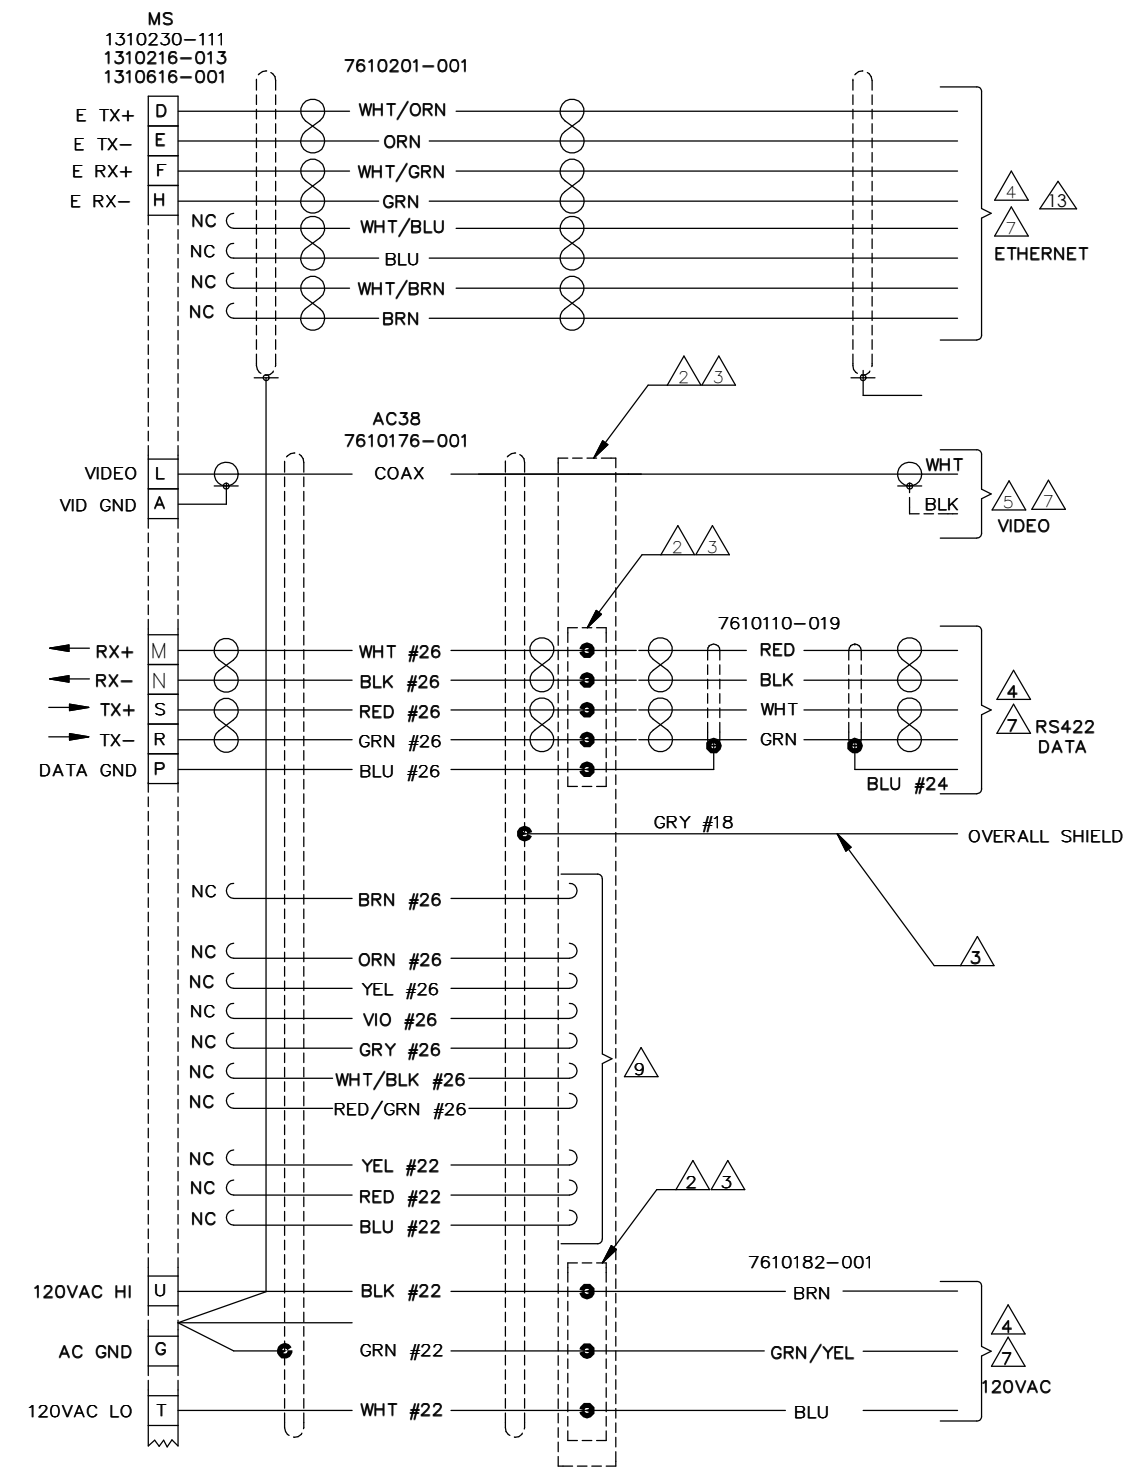 MS
1310230-111
1310216-013
1310616-001
7610201-001
E TX+ D WHT/ORN
E TX- E ORN
E RX+ F WHT/GRN
E RX- H GRN
NC WHT/BLU
NC BLU
NC WHT/BRN
NC BRN
4 13
7
ETHERNET
2 3
AC38
7610176-001
VIDEO L COAX WHT
VID GND A BLK
5 7
VIDEO
2 3
7610110-019
RX+ M WHT #26 RED
RX- N BLK #26 BLK
TX+ S RED #26 WHT
TX- R GRN #26 GRN
DATA GND P BLU #26
BLU #24
4
7 RS422
DATA
GRY #18
OVERALL SHIELD
3
NC BRN #26
NC ORN #26
NC YEL #26
NC VIO #26
NC GRY #26
NC WHT/BLK #26
NC RED/GRN #26
9
NC YEL #22
NC RED #22
NC BLU #22
2 3
7610182-001
120VAC HI U BLK #22 BRN
AC GND G GRN #22 GRN/YEL
120VAC LO T WHT #22 BLU
4
7
120VAC